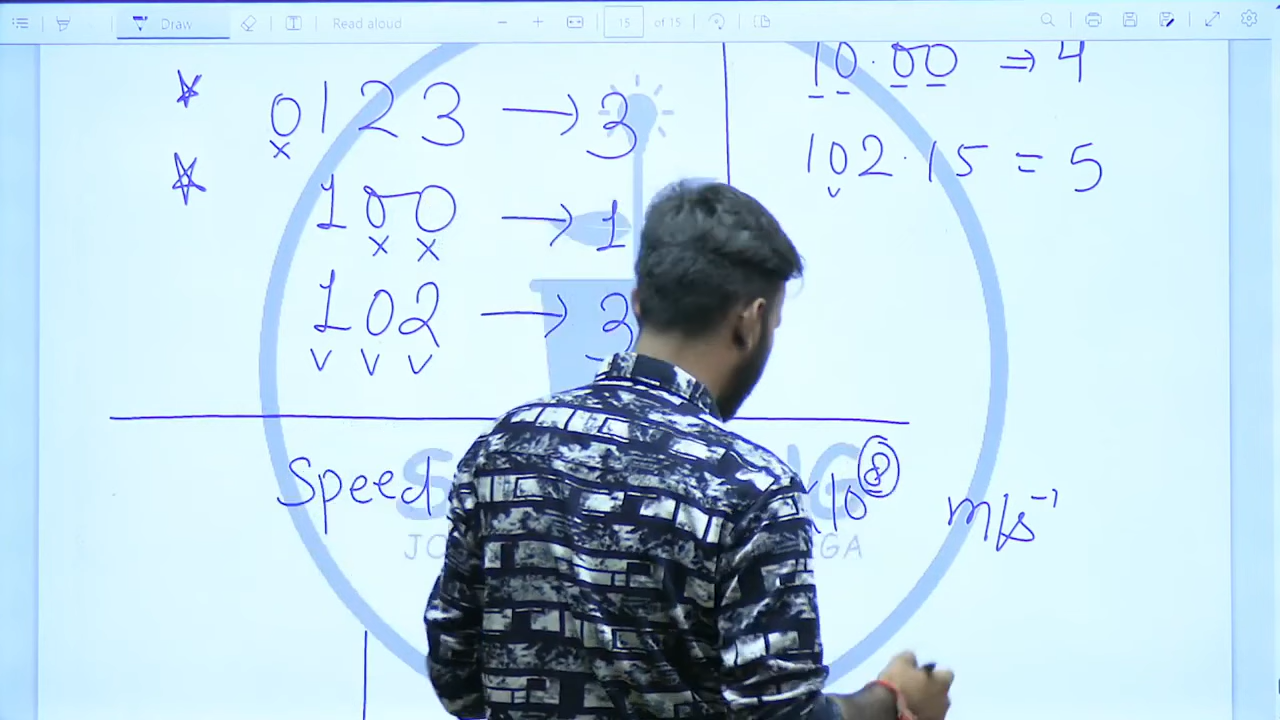 Draw
Read aloud
15 of 15
0123 → 3
100 → 1
102 → 3
10.00 ⇒ 4
102.15 = 5
Speed
10⁸ m/s⁻¹